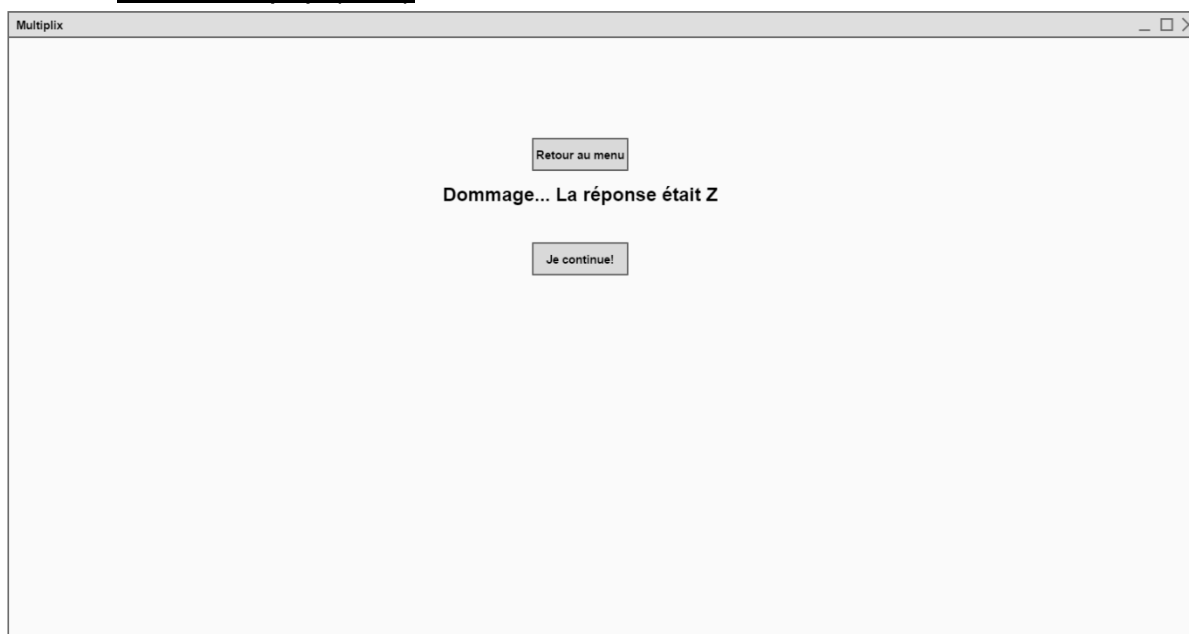 Multiplix
Retour au menu
Dommage... La réponse était Z
Je continue!